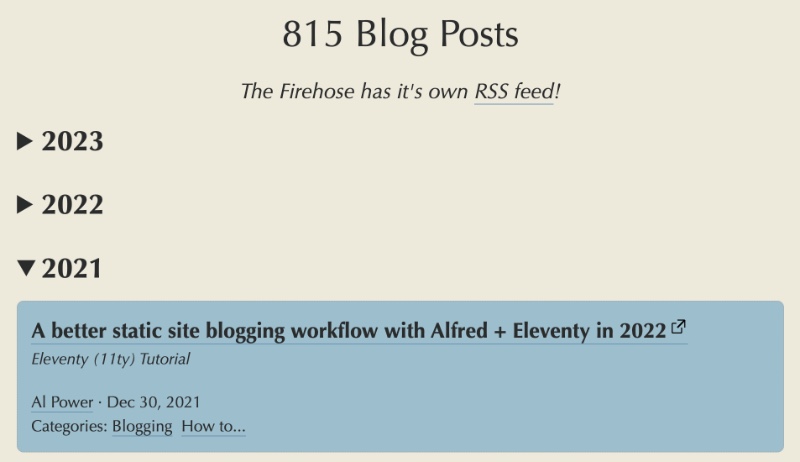 815 Blog Posts
The Firehose has it's own RSS feed!
2023
2022
2021
A better static site blogging workflow with Alfred + Eleventy in 2022
Eleventy (11ty) Tutorial
Al Power · Dec 30, 2021
Categories: Blogging How to...